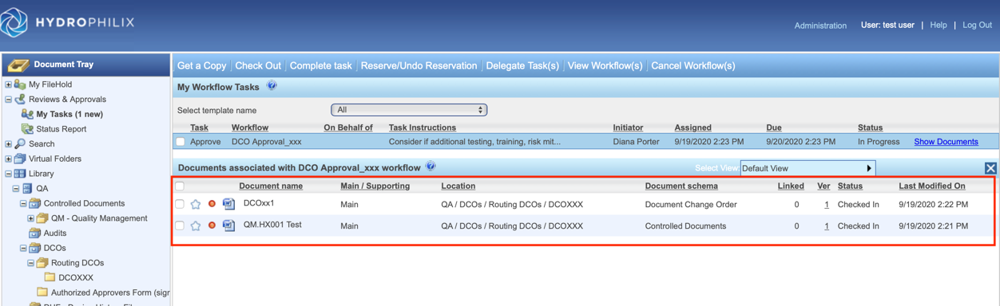 HYDROPHILIX
Administration User: test user | Help | Log Out
Document Tray
My FileHold
Reviews & Approvals
My Tasks (1 new)
Status Report
Search
Virtual Folders
Library
QA
Controlled Documents
QM - Quality Management
Audits
DCOs
Routing DCOs
DCOXXX
Authorized Approvers Form (sigr
Get a Copy | Check Out | Complete task | Reserve/Undo Reservation | Delegate Task(s) | View Workflow(s) | Cancel Workflow(s)
My Workflow Tasks ?
Select template name All
Task Workflow On Behalf of Task Instructions Initiator Assigned Due Status
Approve DCO Approval_xxx Consider if additional testing, training, risk mit... Diana Porter 9/19/2020 2:23 PM 9/20/2020 2:23 PM In Progress Show Documents
Documents associated with DCO Approval_xxx workflow ? Select View: Default View
Document name Main / Supporting Location Document schema Linked Ver Status Last Modified On
DCOxx1 Main QA / DCOs / Routing DCOs / DCOXXX Document Change Order 0 1 Checked In 9/19/2020 2:22 PM
QM.HX001 Test Main QA / DCOs / Routing DCOs / DCOXXX Controlled Documents 0 1 Checked In 9/19/2020 2:21 PM